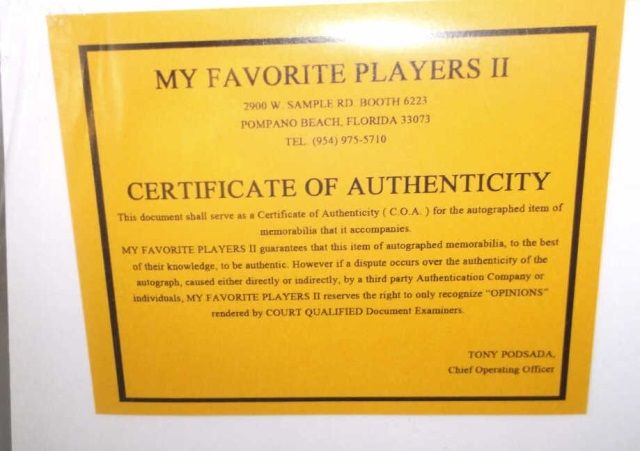 MY FAVORITE PLAYERS II
2900 W. SAMPLE RD. BOOTH 6223
POMPANO BEACH, FLORIDA 33073
TEL. (954) 975-5710
CERTIFICATE OF AUTHENTICITY
This document shall serve as a Certificate of Authenticity ( C.O.A. ) for the autographed item of
memorabilia that it accompanies.
MY FAVORITE PLAYERS II guarantees that this item of autographed memorabilia, to the best
of their knowledge, to be authentic. However if a dispute occurs over the authenticity of the
autograph, caused either directly or indirectly, by a third party Authentication Company or
individuals, MY FAVORITE PLAYERS II reserves the right to only recognize "OPINIONS"
rendered by COURT QUALIFIED Document Examiners.
TONY PODSADA,
Chief Operating Officer